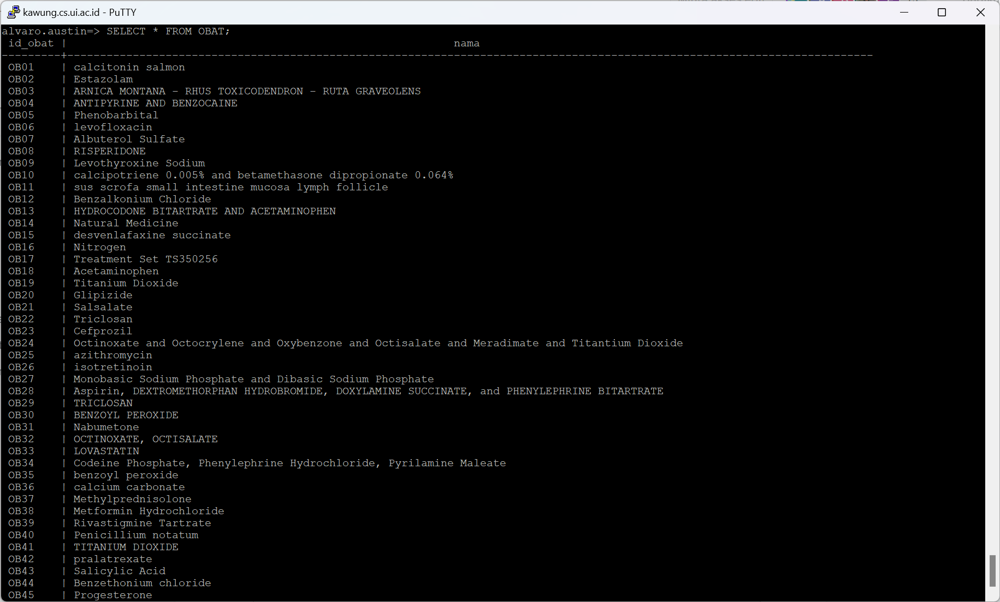 kawung.cs.ui.ac.id - PuTTY
alvaro.austin=> SELECT * FROM OBAT;
id_obat | nama
OB01 | calcitonin salmon
OB02 | Estazolam
OB03 | ARNICA MONTANA - RHUS TOXICODENDRON - RUTA GRAVEOLENS
OB04 | ANTIPYRINE AND BENZOCAINE
OB05 | Phenobarbital
OB06 | levofloxacin
OB07 | Albuterol Sulfate
OB08 | RISPERIDONE
OB09 | Levothyroxine Sodium
OB10 | calcipotriene 0.005% and betamethasone dipropionate 0.064%
OB11 | sus scrofa small intestine mucosa lymph follicle
OB12 | Benzalkonium Chloride
OB13 | HYDROCODONE BITARTRATE AND ACETAMINOPHEN
OB14 | Natural Medicine
OB15 | desvenlafaxine succinate
OB16 | Nitrogen
OB17 | Treatment Set TS350256
OB18 | Acetaminophen
OB19 | Titanium Dioxide
OB20 | Glipizide
OB21 | Salsalate
OB22 | Triclosan
OB23 | Cefprozil
OB24 | Octinoxate and Octocrylene and Oxybenzone and Octisalate and Meradimate and Titantium Dioxide
OB25 | azithromycin
OB26 | isotretinoin
OB27 | Monobasic Sodium Phosphate and Dibasic Sodium Phosphate
OB28 | Aspirin, DEXTROMETHORPHAN HYDROBROMIDE, DOXYLAMINE SUCCINATE, and PHENYLEPHRINE BITARTRATE
OB29 | TRICLOSAN
OB30 | BENZOYL PEROXIDE
OB31 | Nabumetone
OB32 | OCTINOXATE, OCTISALATE
OB33 | LOVASTATIN
OB34 | Codeine Phosphate, Phenylephrine Hydrochloride, Pyrilamine Maleate
OB35 | benzoyl peroxide
OB36 | calcium carbonate
OB37 | Methylprednisolone
OB38 | Metformin Hydrochloride
OB39 | Rivastigmine Tartrate
OB40 | Penicillium notatum
OB41 | TITANIUM DIOXIDE
OB42 | pralatrexate
OB43 | Salicylic Acid
OB44 | Benzethonium chloride
OB45 | Progesterone